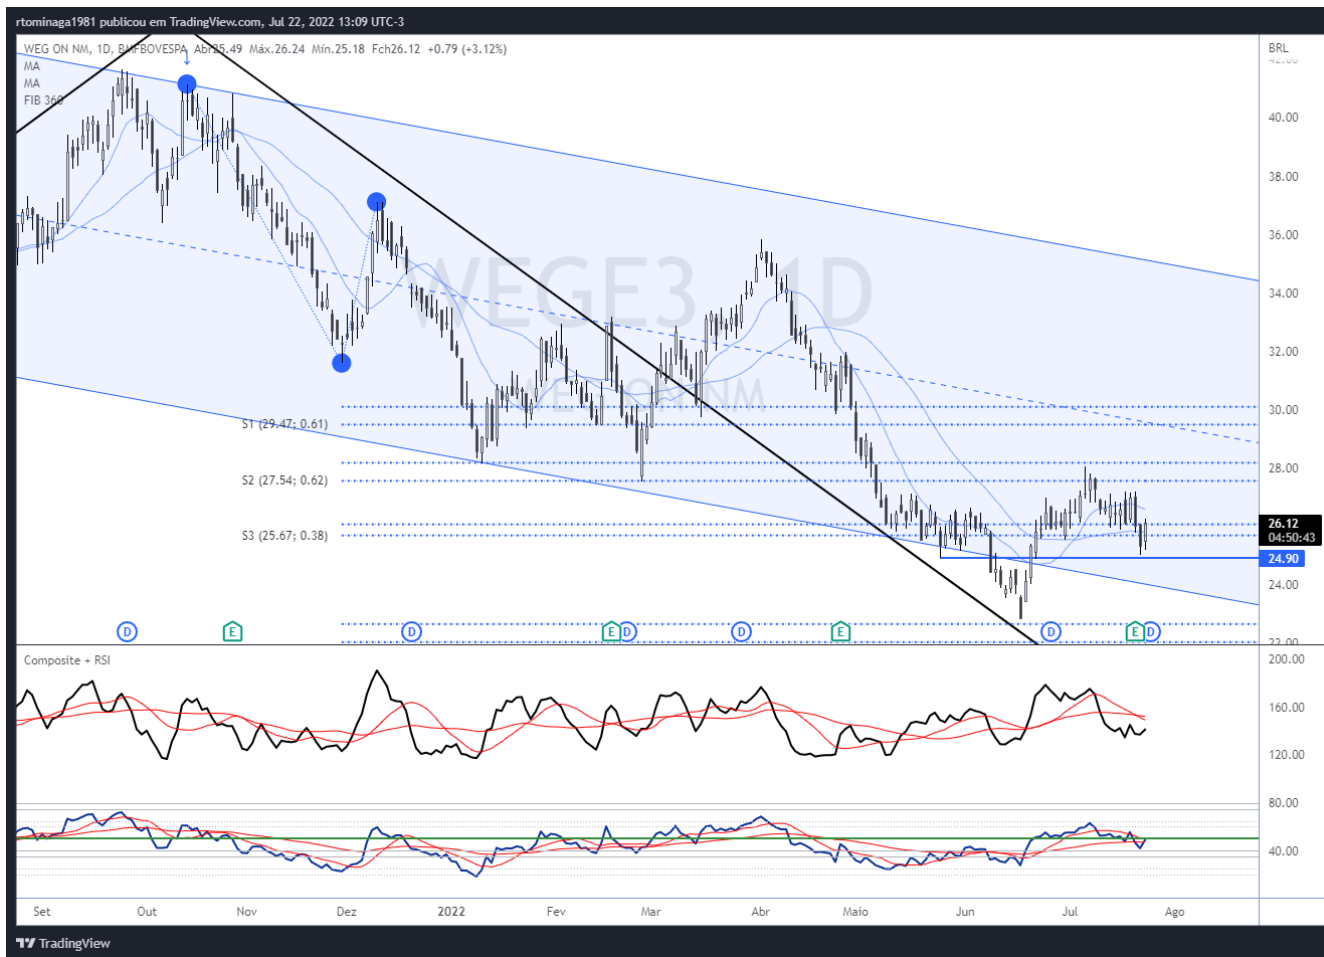 rtominaga1981 publicou em TradingView.com, Jul 22, 2022 13:09 UTC-3
WEG ON NM, 1D, BMFBOVESPA Abr25.49 Máx.26.24 Mín.25.18 Fch26.12 +0.79 (+3.12%)
BRL
MA
42.00
MA
FIB 360
40.00
38.00
36.00
WEGE3 1D
34.00
32.00
WEG ON NM
30.00
S1 (29.47; 0.61)
28.00
S2 (27.54; 0.62)
26.12
04:50:43
S3 (25.67; 0.38)
24.90
24.00
D E D E D D E D E D
22.00
Composite + RSI
200.00
160.00
120.00
80.00
40.00
Set Out Nov Dez 2022 Fev Mar Abr Maio Jun Jul Ago
TradingView